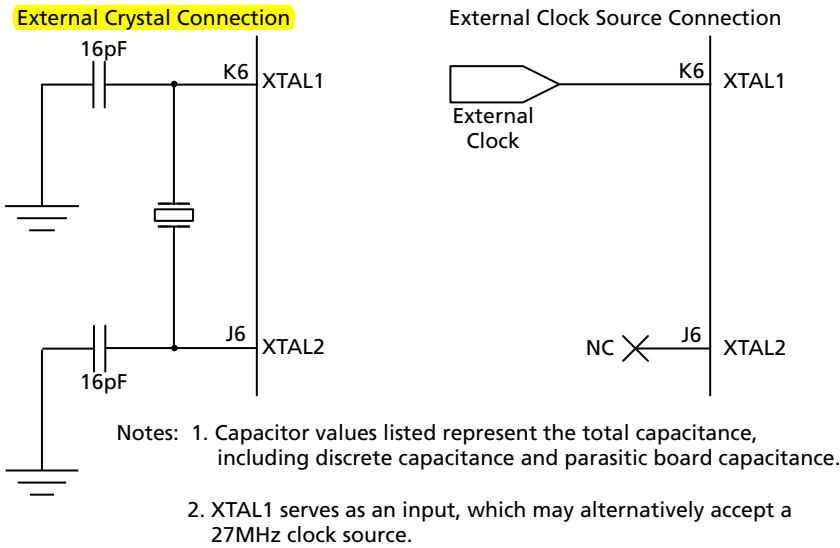 External Crystal Connection
16pF
K6
XTAL1
J6
XTAL2
16pF
External Clock Source Connection
K6
XTAL1
External
Clock
NC
J6
XTAL2
Notes: 1. Capacitor values listed represent the total capacitance,
including discrete capacitance and parasitic board capacitance.
2. XTAL1 serves as an input, which may alternatively accept a
27MHz clock source.